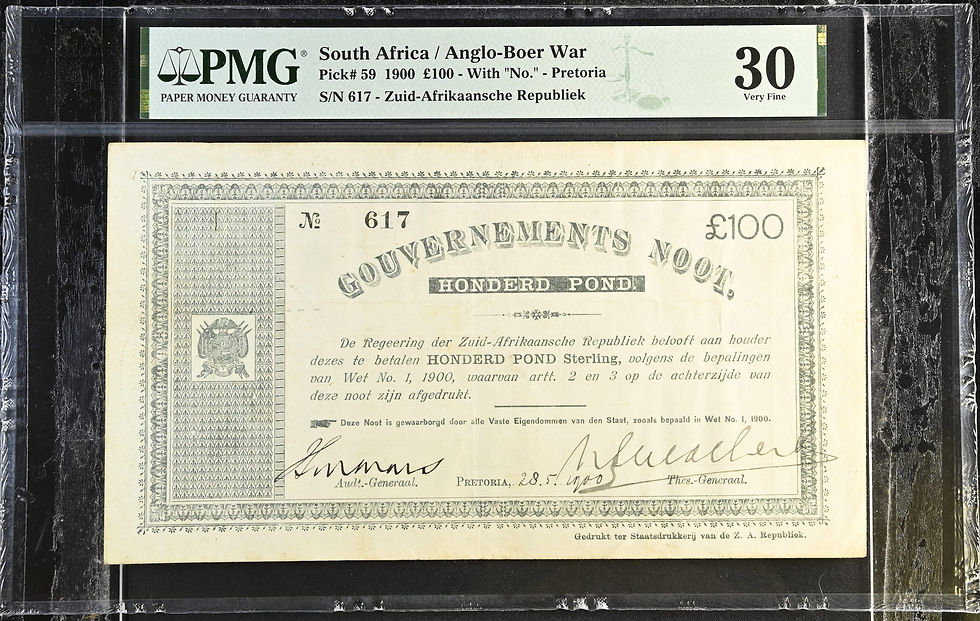 PMG®
PAPER MONEY GUARANTY
South Africa / Anglo-Boer War
Pick# 59 1900 £100 - With "No." - Pretoria
S/N 617 - Zuid-Afrikaansche Republiek
30
Very Fine
№ 617
£100
GOUVERNEMENTS NOOT,
HONDERD POND.
De Regeering der Zuid-Afrikaansche Republiek belooft aan houder
dezes te betalen HONDERD POND Sterling, volgens de bepalingen
van Wet No. 1, 1900, waarvan artt. 2 en 3 op de achterzijde van
deze noot zijn afgedrukt.
Deze Noot is gewaarborgd door alle Vaste Eigendommen van den Staat, zooals bepaald in Wet No. 1, 1900.
Audt.-Generaal.
PRETORIA, 28.5.1900
Thes.-Generaal.
Gedrukt ter Staatsdrukkerij van de Z. A. Republiek.